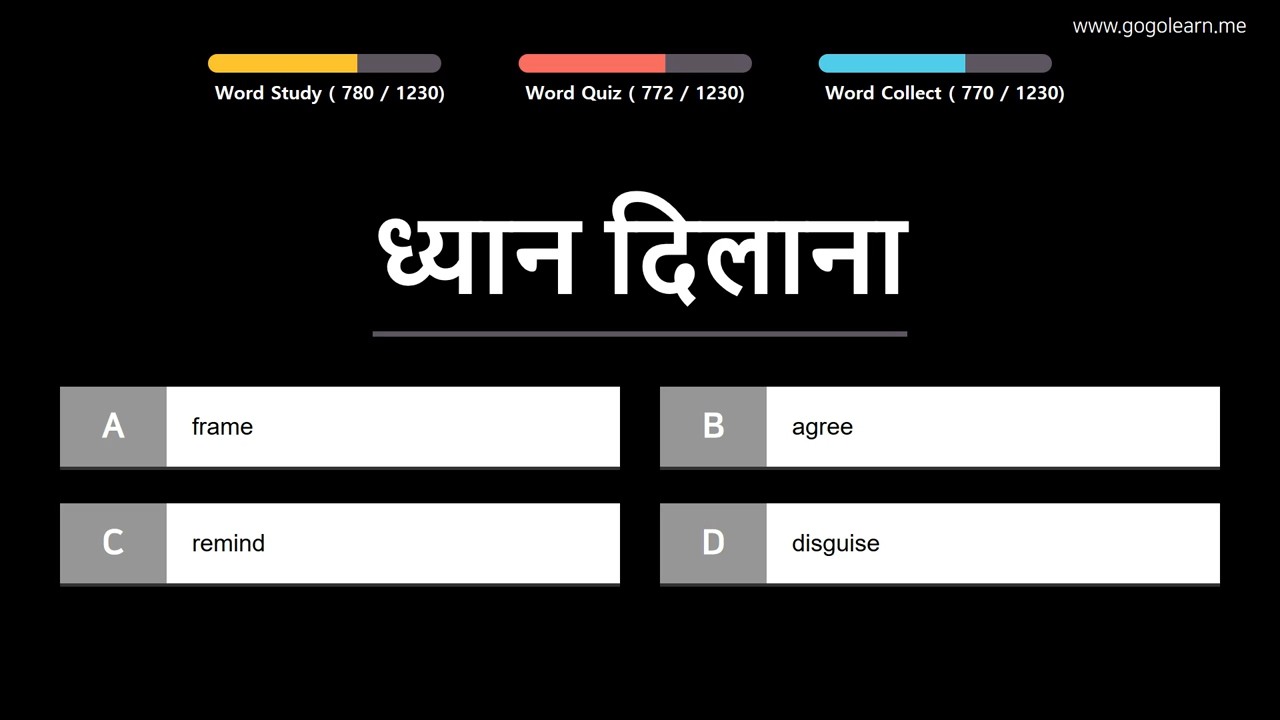 www.gogolearn.me
Word Study ( 780 / 1230)
Word Quiz ( 772 / 1230)
Word Collect ( 770 / 1230)
ध्यान दिलाना
A frame
B agree
C remind
D disguise